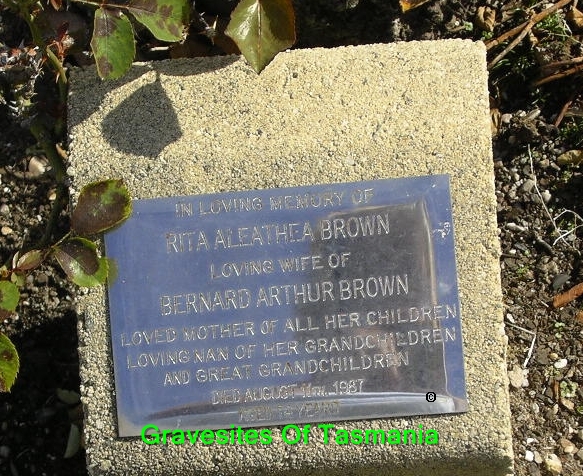 IN LOVING MEMORY OF
RITA ALEATHEA BROWN
LOVING WIFE OF
BERNARD ARTHUR BROWN
LOVED MOTHER OF ALL HER CHILDREN
LOVING NAN OF HER GRANDCHILDREN
AND GREAT GRANDCHILDREN
DIED AUGUST 1987
YEARS
©
Gravesites Of Tasmania